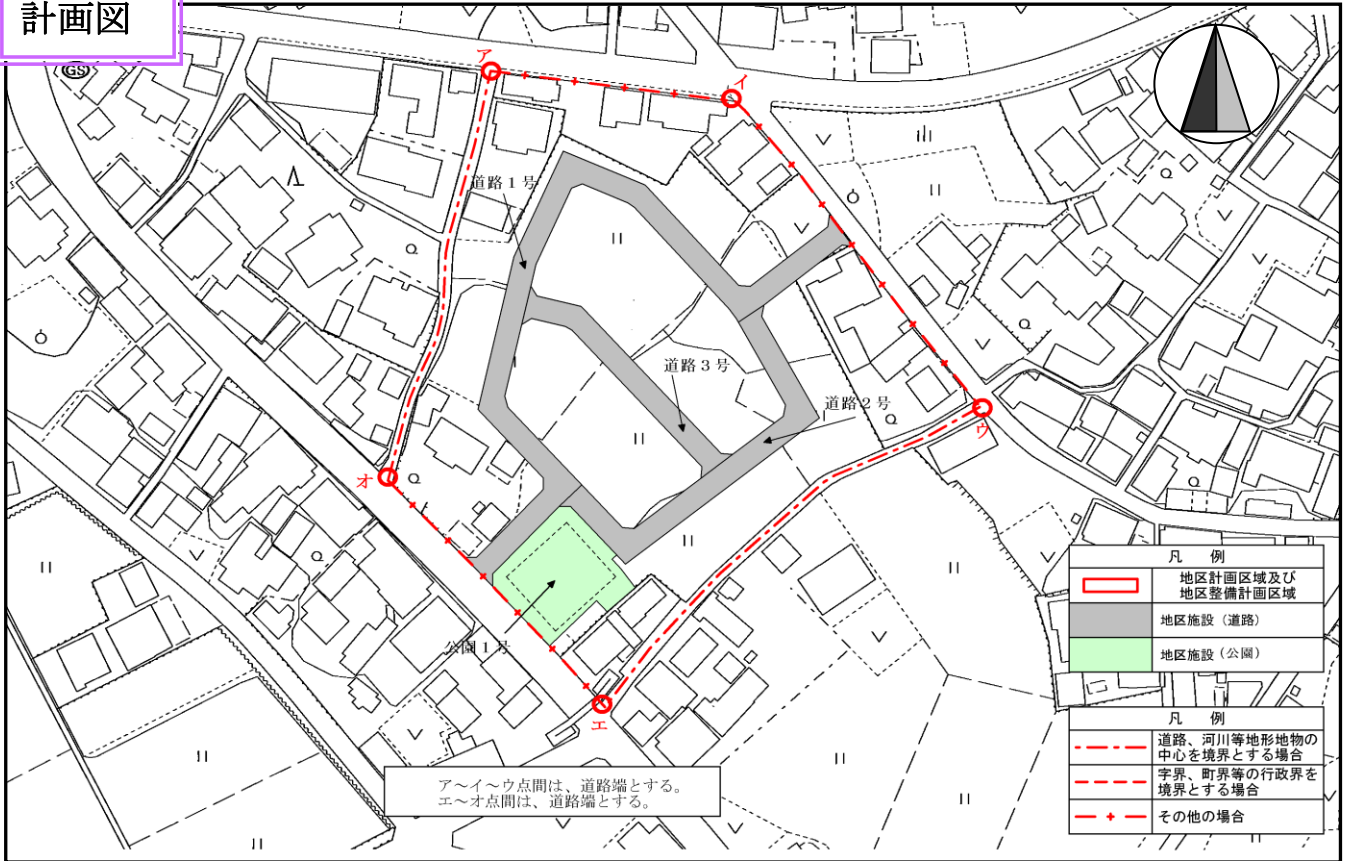 計画図
GS
ア
イ
道路1号
道路3号
道路2号
ウ
オ
公園1号
エ
凡 例
地区計画区域及び
地区整備計画区域
地区施設(道路)
地区施設(公園)
凡 例
道路、河川等地形地物の
中心を境界とする場合
字界、町界等の行政界を
境界とする場合
その他の場合
ア~イ~ウ点間は、道路端とする。
エ~オ点間は、道路端とする。